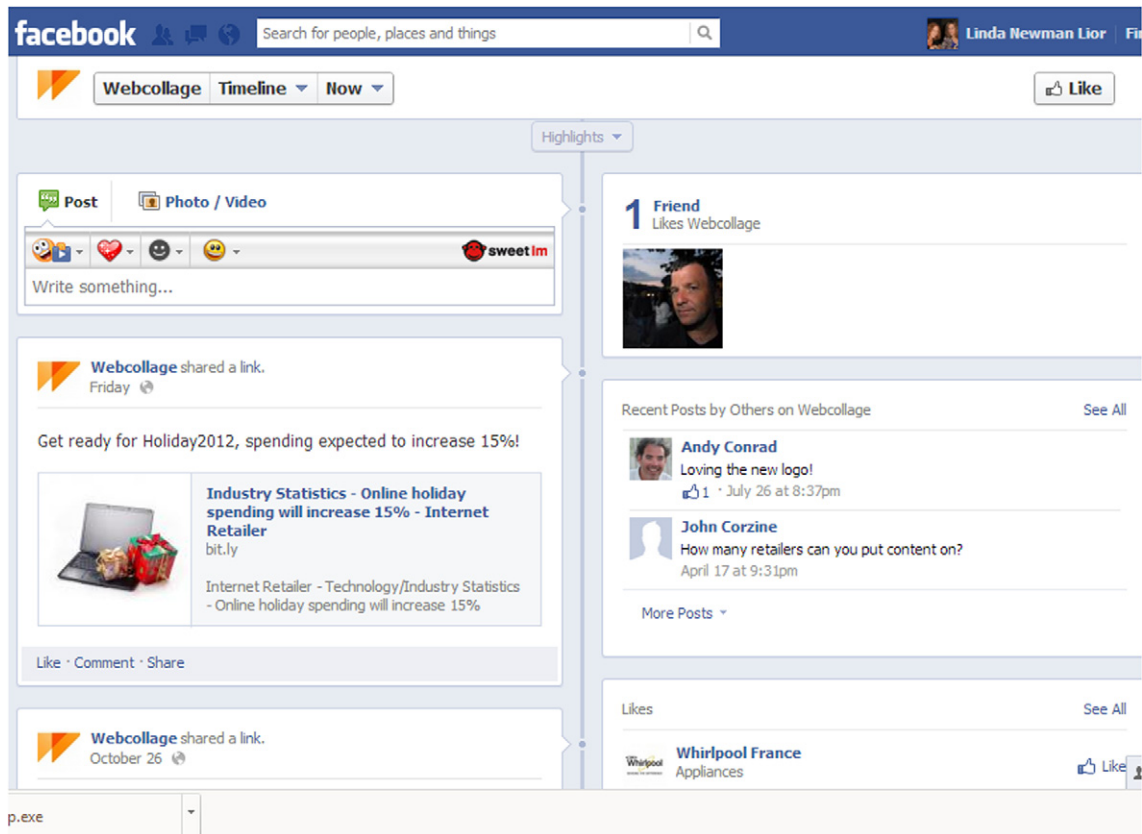 facebook
Search for people, places and things
Linda Newman Lior
Webcollage Timeline Now
Like
Highlights
Post Photo / Video
sweetim
Write something...
Webcollage shared a link.
Friday
Get ready for Holiday2012, spending expected to increase 15%!
Industry Statistics - Online holiday
spending will increase 15% - Internet
Retailer
bit.ly
Internet Retailer - Technology/Industry Statistics
- Online holiday spending will increase 15%
Like · Comment · Share
Webcollage shared a link.
October 26
1 Friend
Likes Webcollage
Recent Posts by Others on Webcollage See All
Andy Conrad
Loving the new logo!
1 · July 26 at 8:37pm
John Corzine
How many retailers can you put content on?
April 17 at 9:31pm
More Posts
Likes See All
Whirlpool
Whirlpool France
Appliances
Like
p.exe